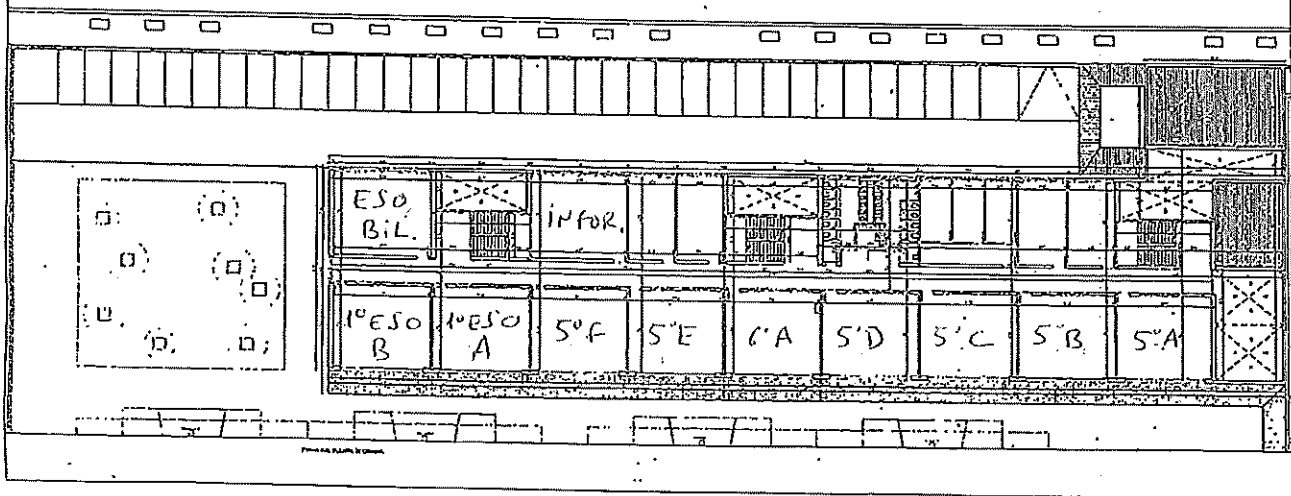 ESO
BiL.
iNFOR.
1º ESO
B
1º ESO
A
5º F
5º E
6º A
5º D
5º C
5º B
5º A